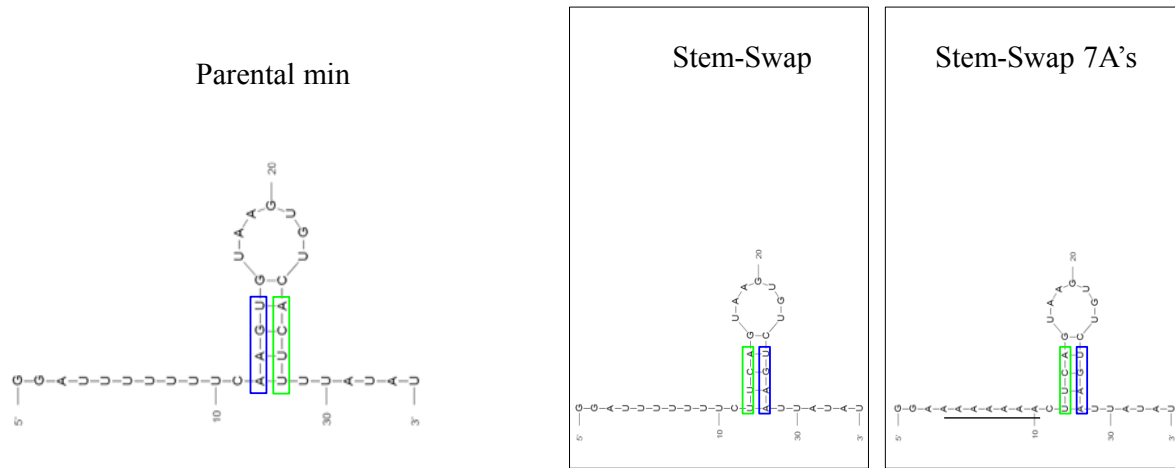 Parental min
Stem-Swap
Stem-Swap 7A's
20
G G A U U U U U U U C A A G U G U A A G U G U C A C U U U U A U A U
5'
10
30
3'
20
G G A U U U U U U U C U U C A G U A A G U G U C U G A A U U A U A U
5'
10
30
3'
20
G G A A A A A A A A C U U C A G U A A G U G U C U G A A U U A U A U
5'
10
30
3'